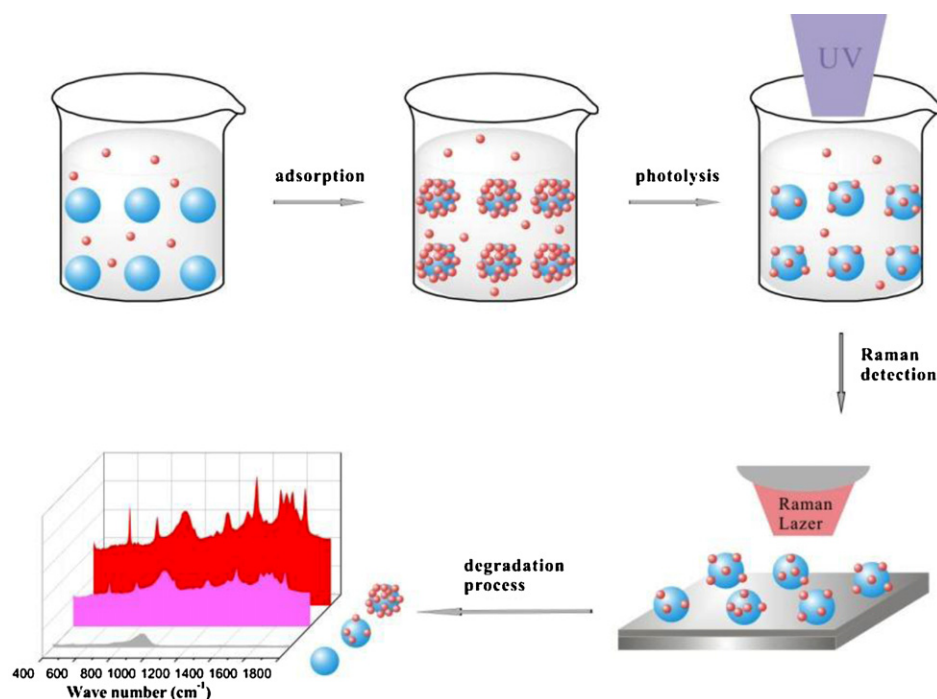 UV
adsorption
photolysis
Raman
detection
Raman
Lazer
degradation
process
400 600 800 1000 1200 1400 1600 1800
Wave number (cm⁻¹)